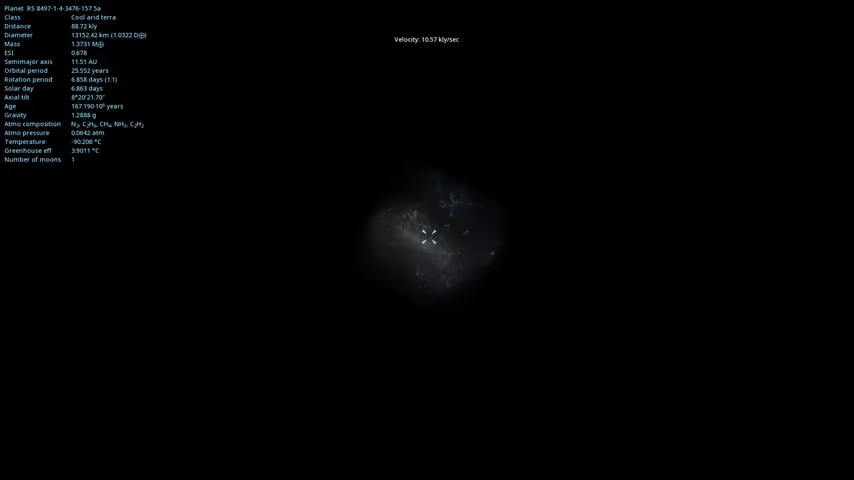 Planet RS 8497-1-4-3476-157 5a
Class Cool arid terra
Distance 88.72 kly
Diameter 13152.42 km (1.0322 D⊕)
Mass 1.3731 M⊕
ESI 0.678
Semimajor axis 11.51 AU
Orbital period 25.552 years
Rotation period 6.858 days (1:1)
Solar day 6.863 days
Axial tilt 8°20'21.70"
Age 167.190·10⁶ years
Gravity 1.2888 g
Atmo composition N₂, C₂H₆, CH₄, NH₃, C₂H₂
Atmo pressure 0.0642 atm
Temperature -90.206 °C
Greenhouse eff 3.9011 °C
Number of moons 1
Velocity: 10.57 kly/sec